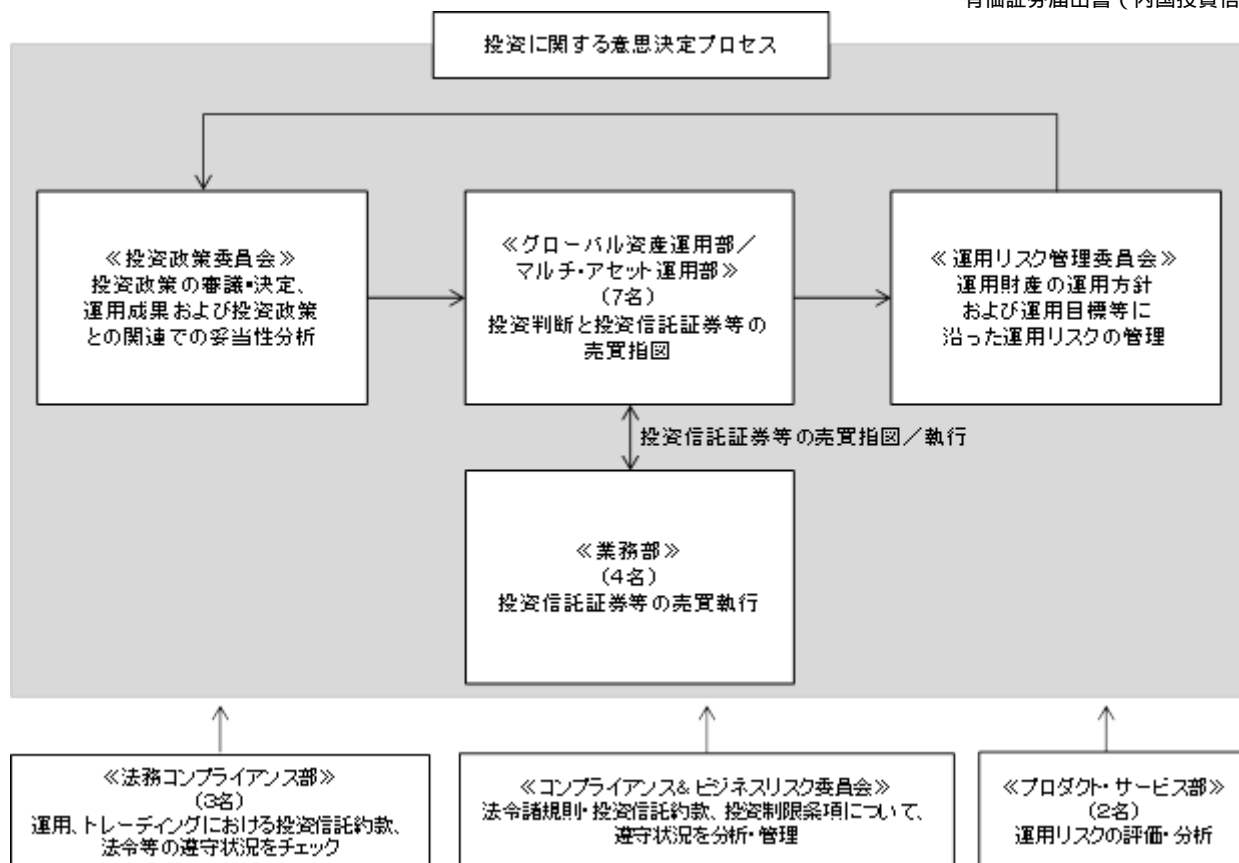 有価証券届出書(内国投資信
投資に関する意思決定プロセス
≪投資政策委員会≫
投資政策の審議・決定、
運用成果および投資政策
との関連での妥当性分析
≪グローバル資産運用部/
マルチ・アセット運用部≫
(7名)
投資判断と投資信託証券等の
売買指図
≪運用リスク管理委員会≫
運用財産の運用方針
および運用目標等に
沿った運用リスクの管理
投資信託証券等の売買指図/執行
≪業務部≫
(4名)
投資信託証券等の売買執行
≪法務コンプライアンス部≫
(3名)
運用、トレーディングにおける投資信託約款、
法令等の遵守状況をチェック
≪コンプライアンス&ビジネスリスク委員会≫
法令諸規則・投資信託約款、投資制限条項について、
遵守状況を分析・管理
≪プロダクト・サービス部≫
(2名)
運用リスクの評価・分析